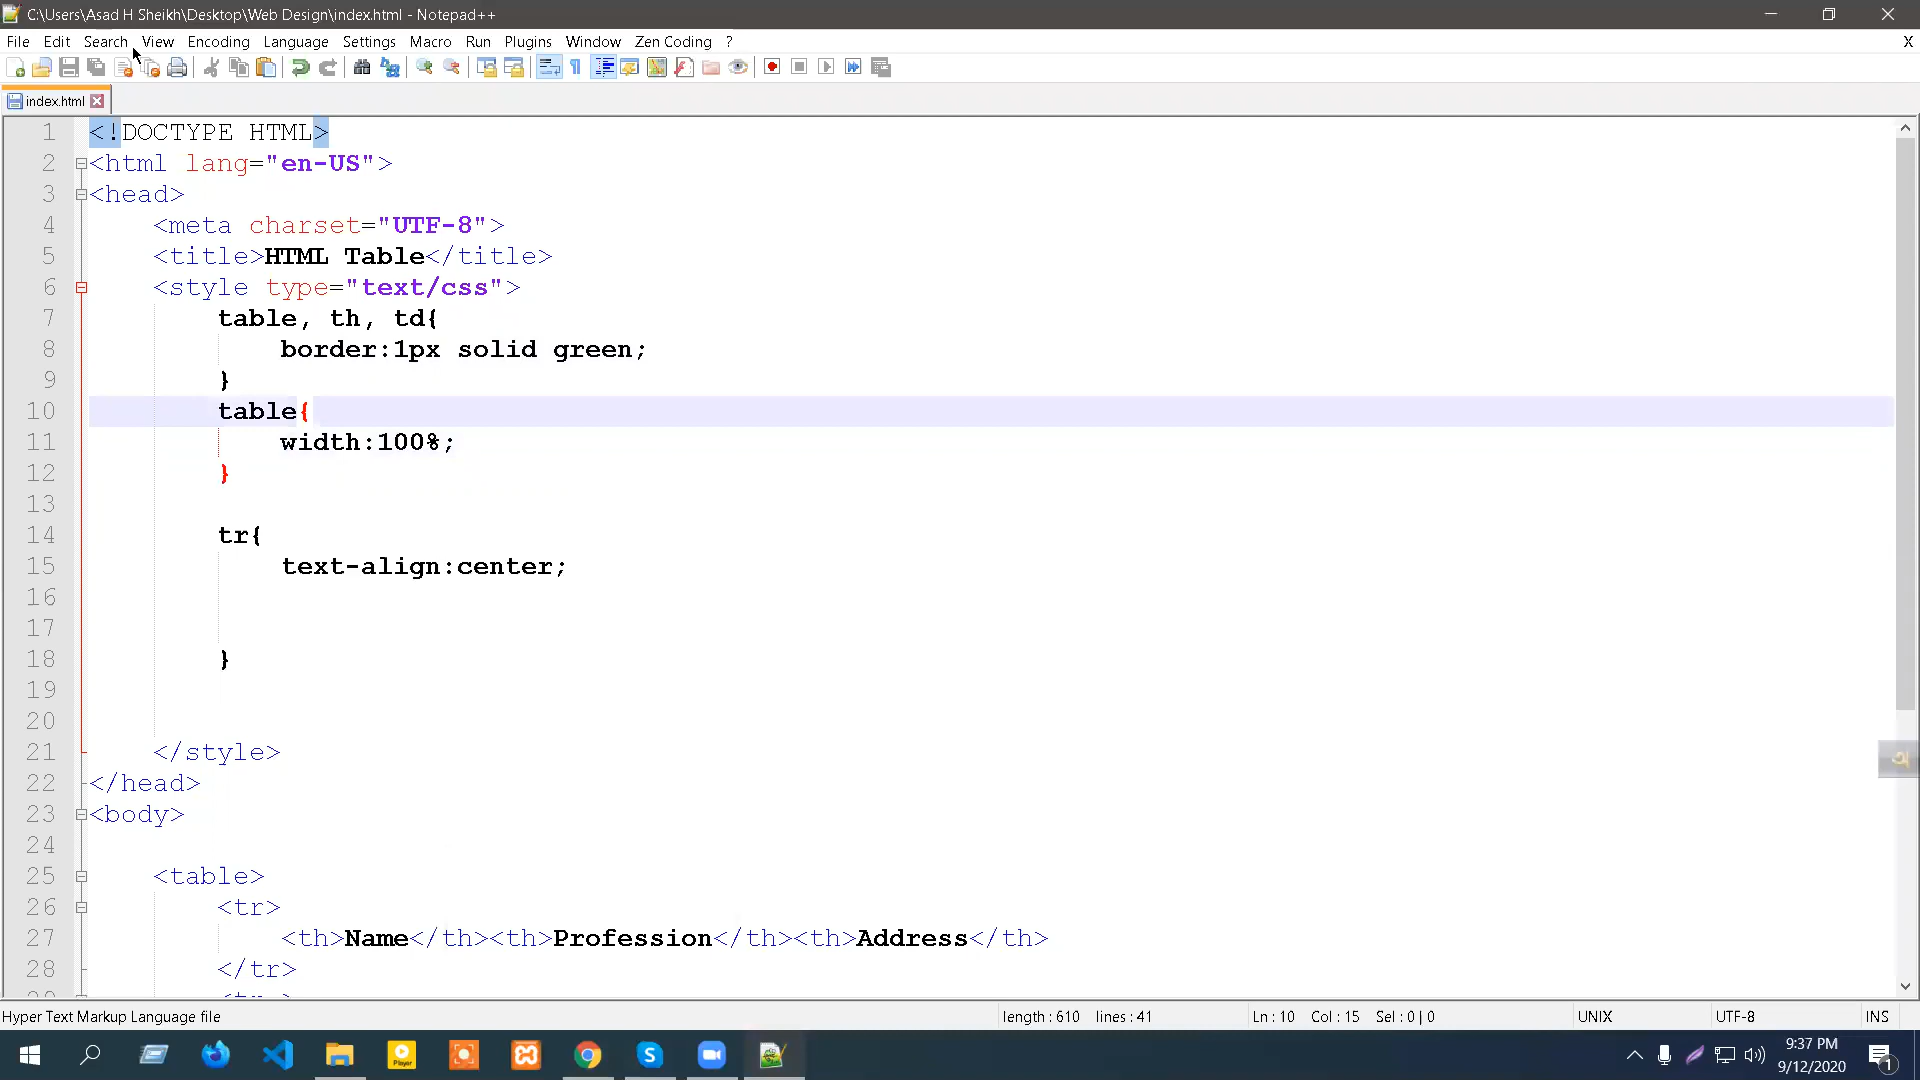 C:\Users\Asad H Sheikh\Desktop\Web Design\index.html - Notepad++
File Edit Search View Encoding Language Settings Macro Run Plugins Window Zen Coding ? X
index.html
1 <!DOCTYPE HTML>
2 <html lang="en-US">
3 <head>
4 <meta charset="UTF-8">
5 <title>HTML Table</title>
6 <style type="text/css">
7 table, th, td{
8 border:1px solid green;
9 }
10 table{
11 width:100%;
12 }
13
14 tr{
15 text-align:center;
16
17
18 }
19
20
21 </style>
22 </head>
23 <body>
24
25 <table>
26 <tr>
27 <th>Name</th><th>Profession</th><th>Address</th>
28 </tr>
Hyper Text Markup Language file length : 610 lines : 41 Ln : 10 Col : 15 Sel : 0 | 0 UNIX UTF-8 INS
9:37 PM
9/12/2020
1